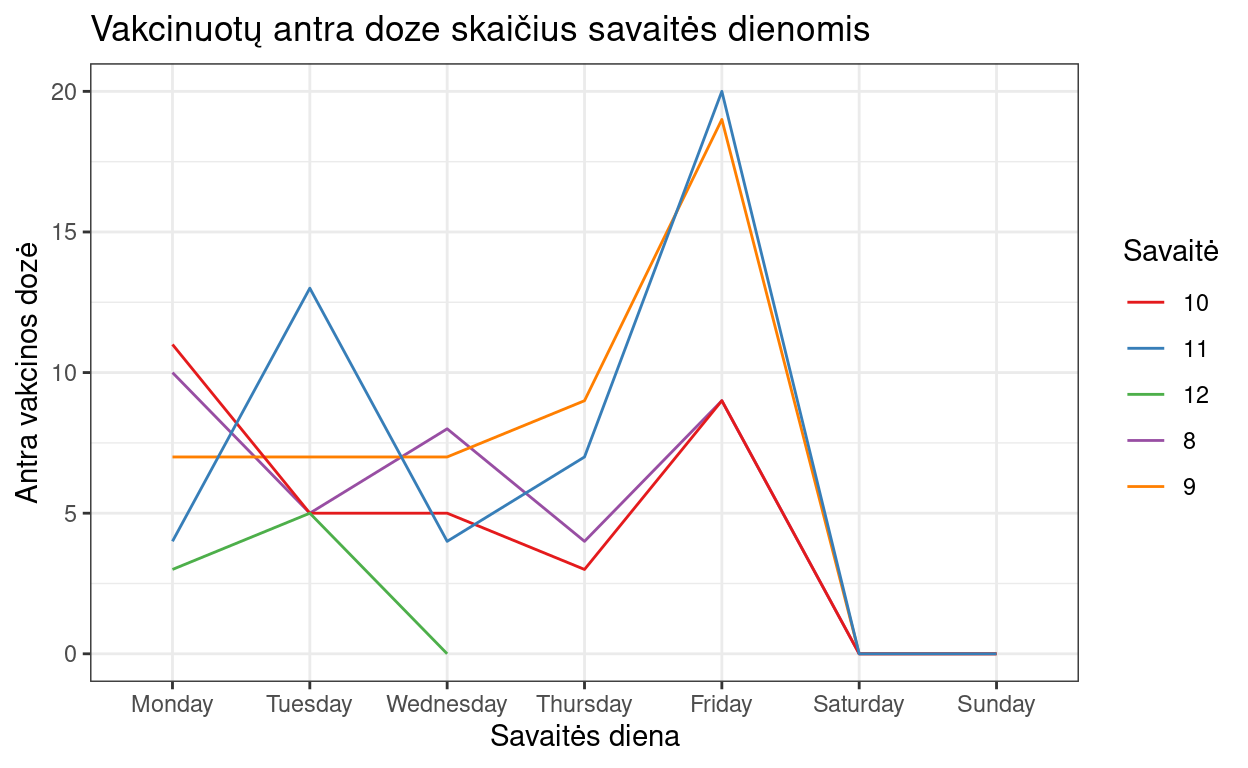 Vakcinuotų antra doze skaičius savaitės dienomis
Antra vakcinos dozė
20
15
10
5
0
Monday
Tuesday
Wednesday
Thursday
Friday
Saturday
Sunday
Savaitės diena
Savaitė
10
11
12
8
9